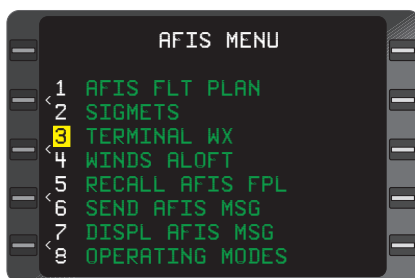 AFIS MENU
1 AFIS FLT PLAN
2 SIGMETS
3 TERMINAL WX
4 WINDS ALOFT
5 RECALL AFIS FPL
6 SEND AFIS MSG
7 DISPL AFIS MSG
8 OPERATING MODES